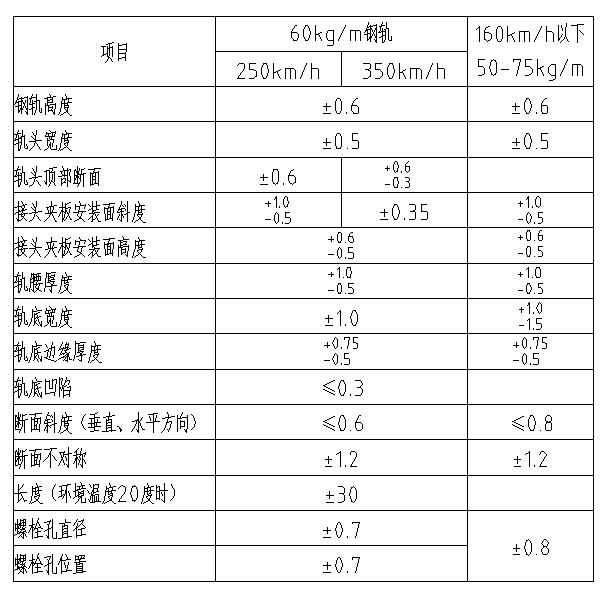 项目
60kg/m钢轨
160km/h以下
50-75kg/m
250km/h 350km/h
钢轨高度 ±0.6 ±0.6
轨头宽度 ±0.5 ±0.5
轨头顶部断面 ±0.6 +0.6 -0.3
接头夹板安装面斜度 +1.0 -0.5 ±0.35 +1.0 -0.5
接头夹板安装面高度 +0.6 -0.5 +0.6 -0.5
轨腰厚度 +1.0 -0.5 +1.0 -0.5
轨底宽度 ±1.0 +1.0 -1.5
轨底边缘厚度 +0.75 -0.5 +0.75 -0.5
轨底凹陷 ≤0.3
断面斜度(垂直、水平方向) ≤0.6 ≤0.8
断面不对称 ±1.2 ±1.2
长度(环境温度20度时) ±30
螺栓孔直径 ±0.7
±0.8
螺栓孔位置 ±0.7